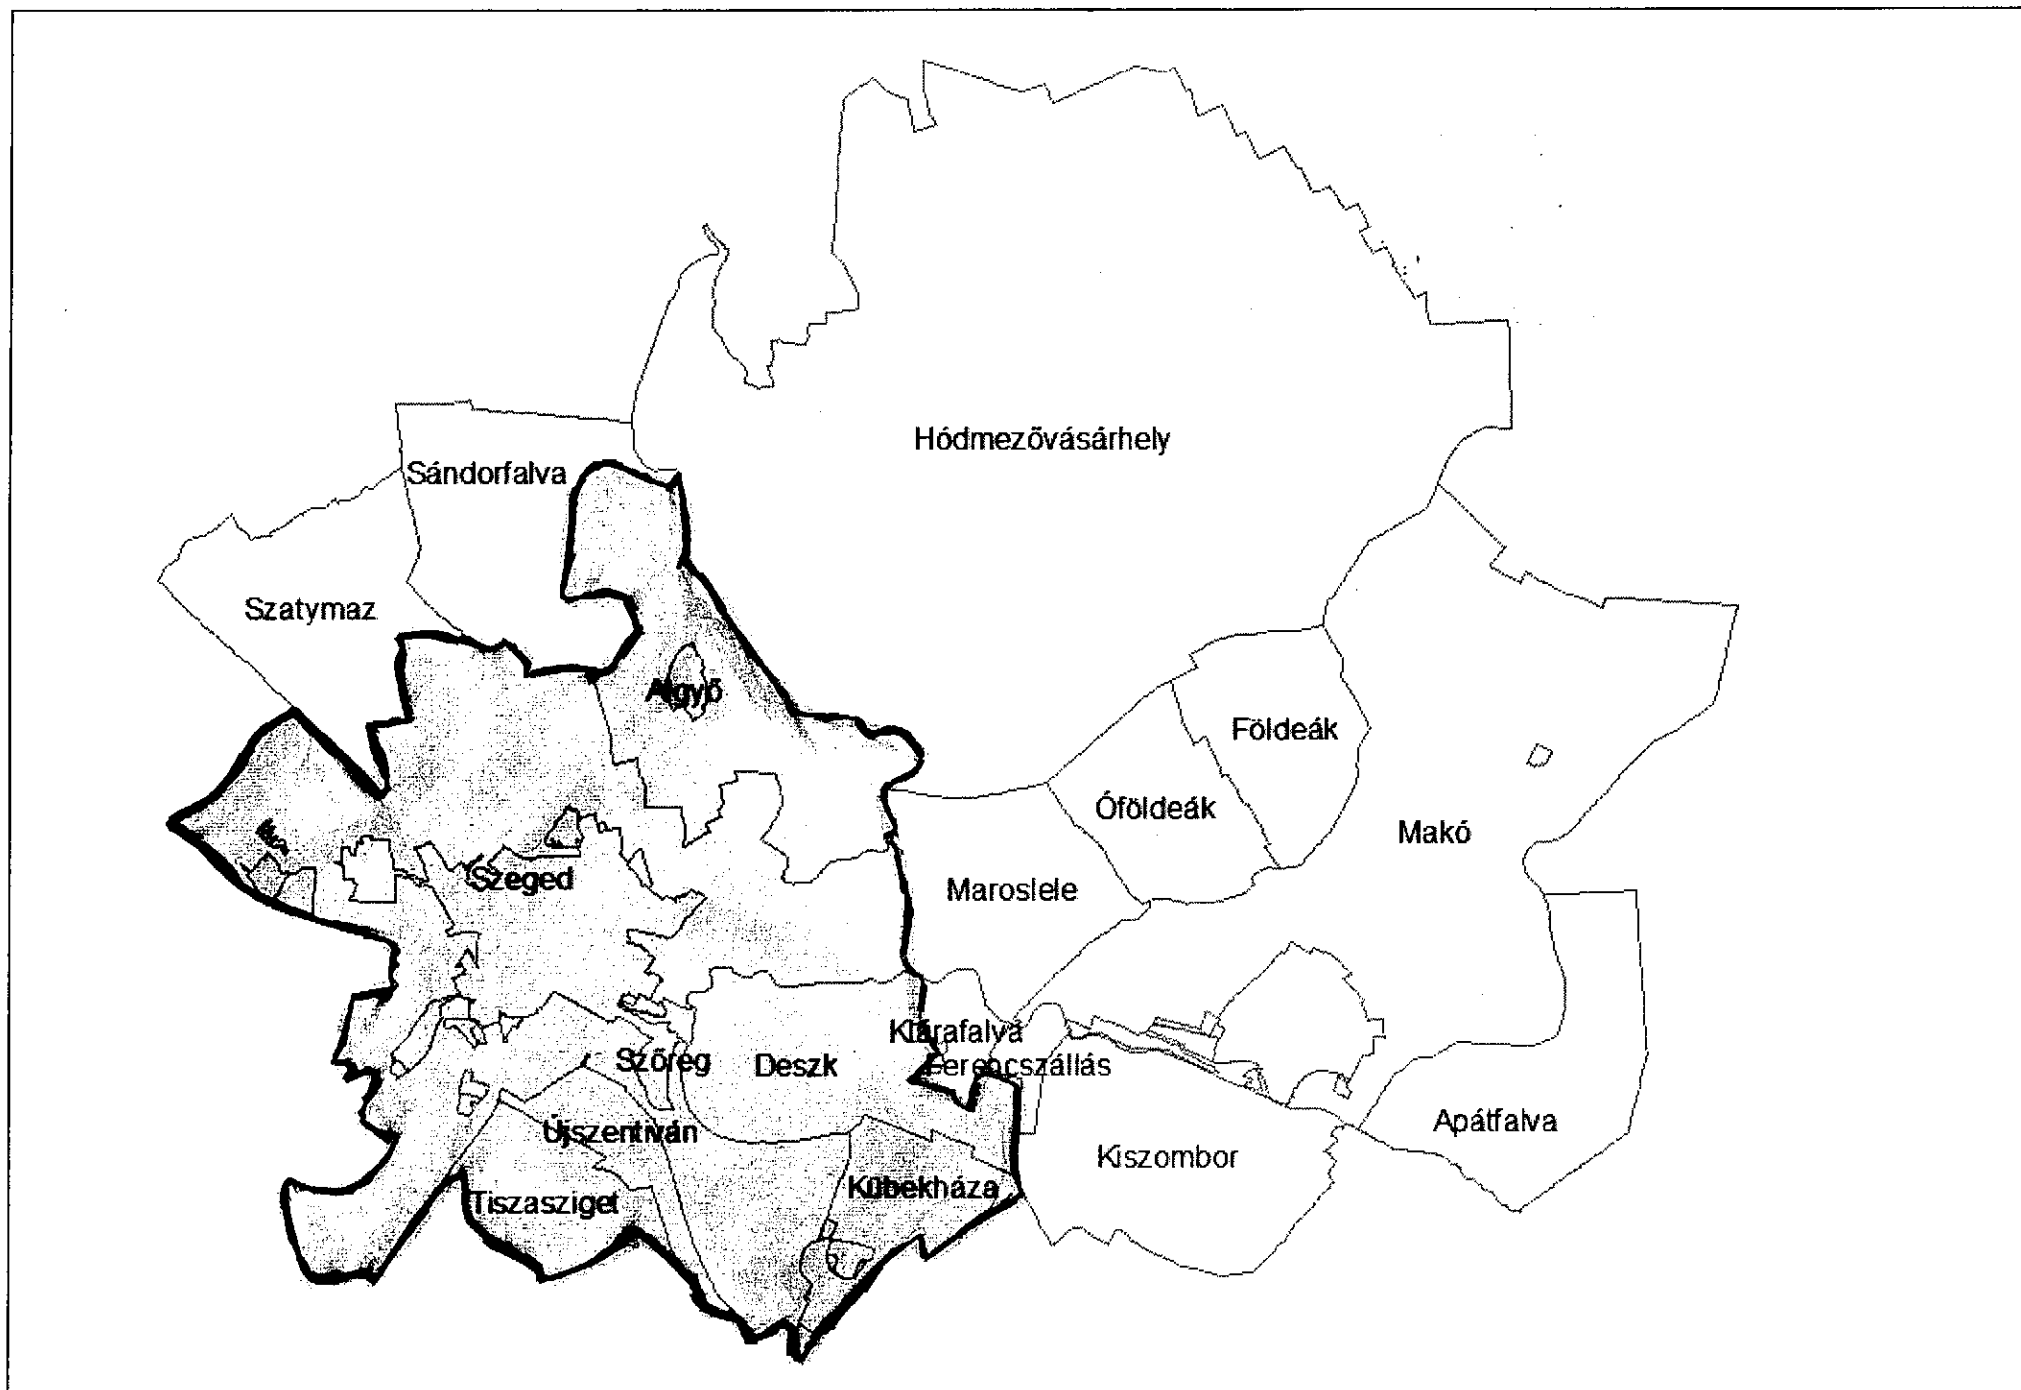 Hódmezővásárhely
Sándorfalva
Szatymaz
Algyő
Földeák
Óföldeák
Makó
Szeged
Maroslele
Klárafalva
Szőreg
Deszk
Ferencszállás
Újszentiván
Apátfalva
Kiszombor
Kübekháza
Tiszasziget